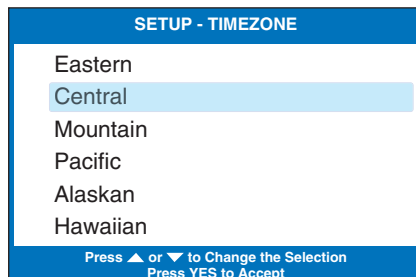 SETUP - TIMEZONE
Eastern
Central
Mountain
Pacific
Alaskan
Hawaiian
Press ▲ or ▼ to Change the Selection
Press YES to Accept